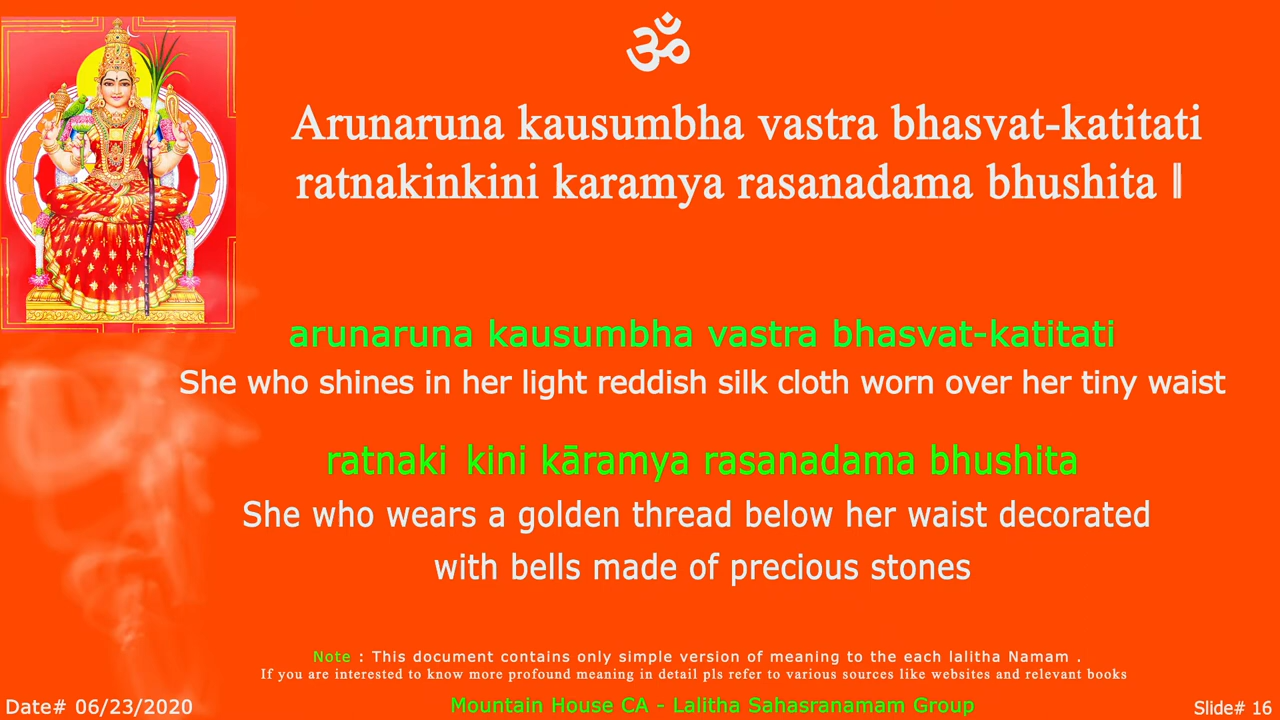 ॐ
Arunaruna kausumbha vastra bhasvat-katitati
ratnakinkini karamya rasanadama bhushita ‖
arunaruna kausumbha vastra bhasvat-katitati
She who shines in her light reddish silk cloth worn over her tiny waist
ratnaki kini kāramya rasanadama bhushita
She who wears a golden thread below her waist decorated
with bells made of precious stones
Note : This document contains only simple version of meaning to the each lalitha Namam .
If you are interested to know more profound meaning in detail pls refer to various sources like websites and relevant books
Date# 06/23/2020
Mountain House CA - Lalitha Sahasranamam Group
Slide# 16